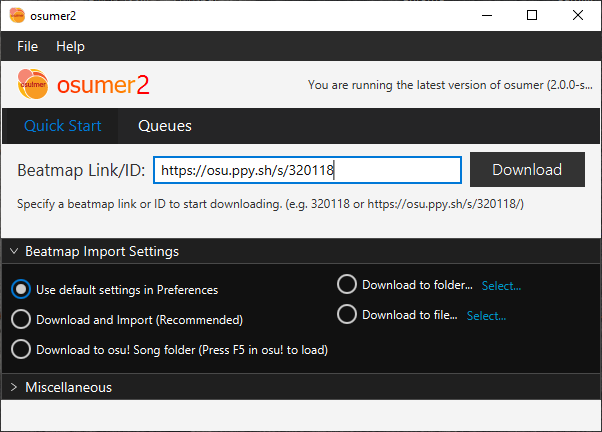 osumer2
File Help
osumer
osumer2
You are running the latest version of osumer (2.0.0-s...
Quick Start Queues
Beatmap Link/ID: https://osu.ppy.sh/s/320118 Download
Specify a beatmap link or ID to start downloading. (e.g. 320118 or https://osu.ppy.sh/s/320118/)
Beatmap Import Settings
Use default settings in Preferences
Download and Import (Recommended)
Download to osu! Song folder (Press F5 in osu! to load)
Download to folder... Select...
Download to file... Select...
Miscellaneous